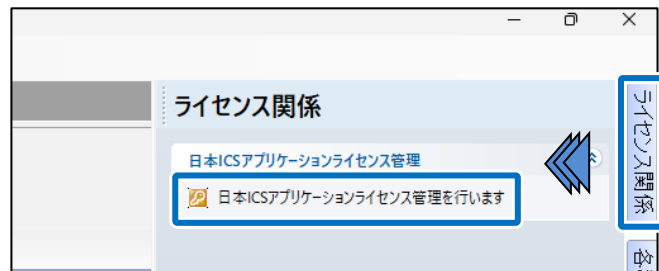 ライセンス関係
日本ICSアプリケーションライセンス管理
日本ICSアプリケーションライセンス管理を行います
ライセンス関係